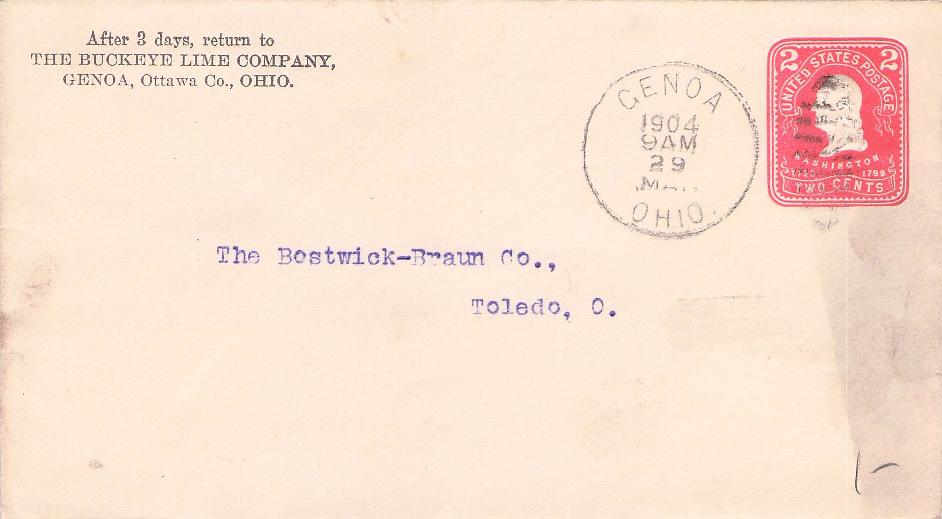 After 3 days, return to
THE BUCKEYE LIME COMPANY,
GENOA, Ottawa Co., OHIO.
GENOA
1904
9AM
29
OHIO.
2 2
UNITED STATES POSTAGE
WASHINGTON
1799
TWO CENTS
The Bostwick-Braun Co.,
Toledo, O.